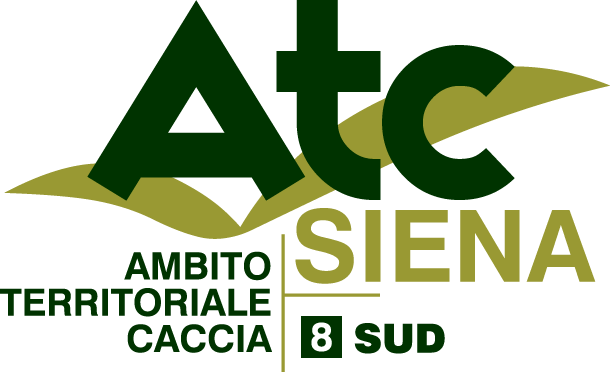 Atc
SIENA
AMBITO
TERRITORIALE
CACCIA
8 SUD